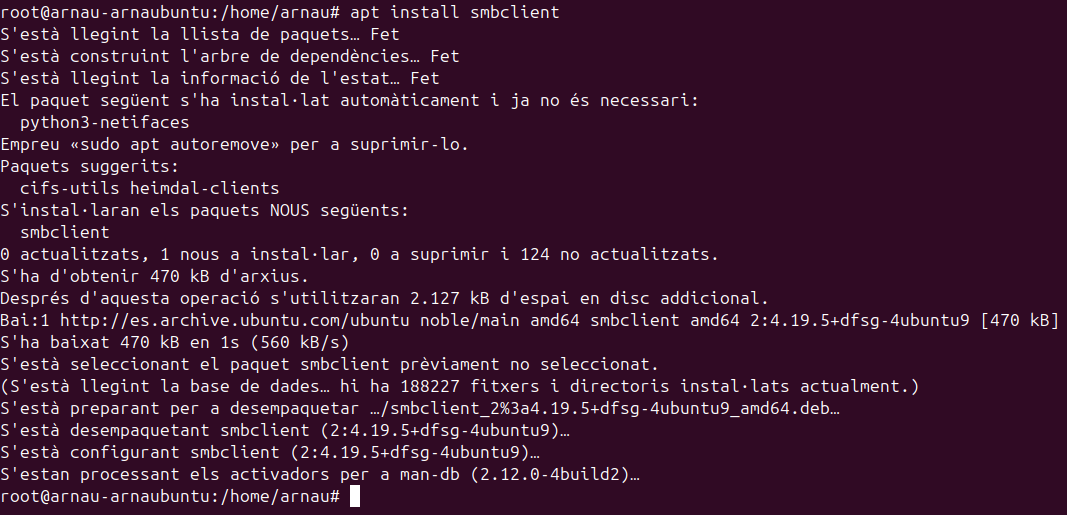 root@arnau-arnaubuntu:/home/arnau# apt install smbclient
S'està llegint la llista de paquets… Fet
S'està construint l'arbre de dependències… Fet
S'està llegint la informació de l'estat… Fet
El paquet següent s'ha instal·lat automàticament i ja no és necessari:
  python3-netifaces
Empreu «sudo apt autoremove» per a suprimir-lo.
Paquets suggerits:
  cifs-utils heimdal-clients
S'instal·laran els paquets NOUS següents:
  smbclient
0 actualitzats, 1 nous a instal·lar, 0 a suprimir i 124 no actualitzats.
S'ha d'obtenir 470 kB d'arxius.
Després d'aquesta operació s'utilitzaran 2.127 kB d'espai en disc addicional.
Bai:1 http://es.archive.ubuntu.com/ubuntu noble/main amd64 smbclient amd64 2:4.19.5+dfsg-4ubuntu9 [470 kB]
S'ha baixat 470 kB en 1s (560 kB/s)
S'està seleccionant el paquet smbclient prèviament no seleccionat.
(S'està llegint la base de dades… hi ha 188227 fitxers i directoris instal·lats actualment.)
S'està preparant per a desempaquetar …/smbclient_2%3a4.19.5+dfsg-4ubuntu9_amd64.deb…
S'està desempaquetant smbclient (2:4.19.5+dfsg-4ubuntu9)…
S'està configurant smbclient (2:4.19.5+dfsg-4ubuntu9)…
S'estan processant els activadors per a man-db (2.12.0-4build2)…
root@arnau-arnaubuntu:/home/arnau#